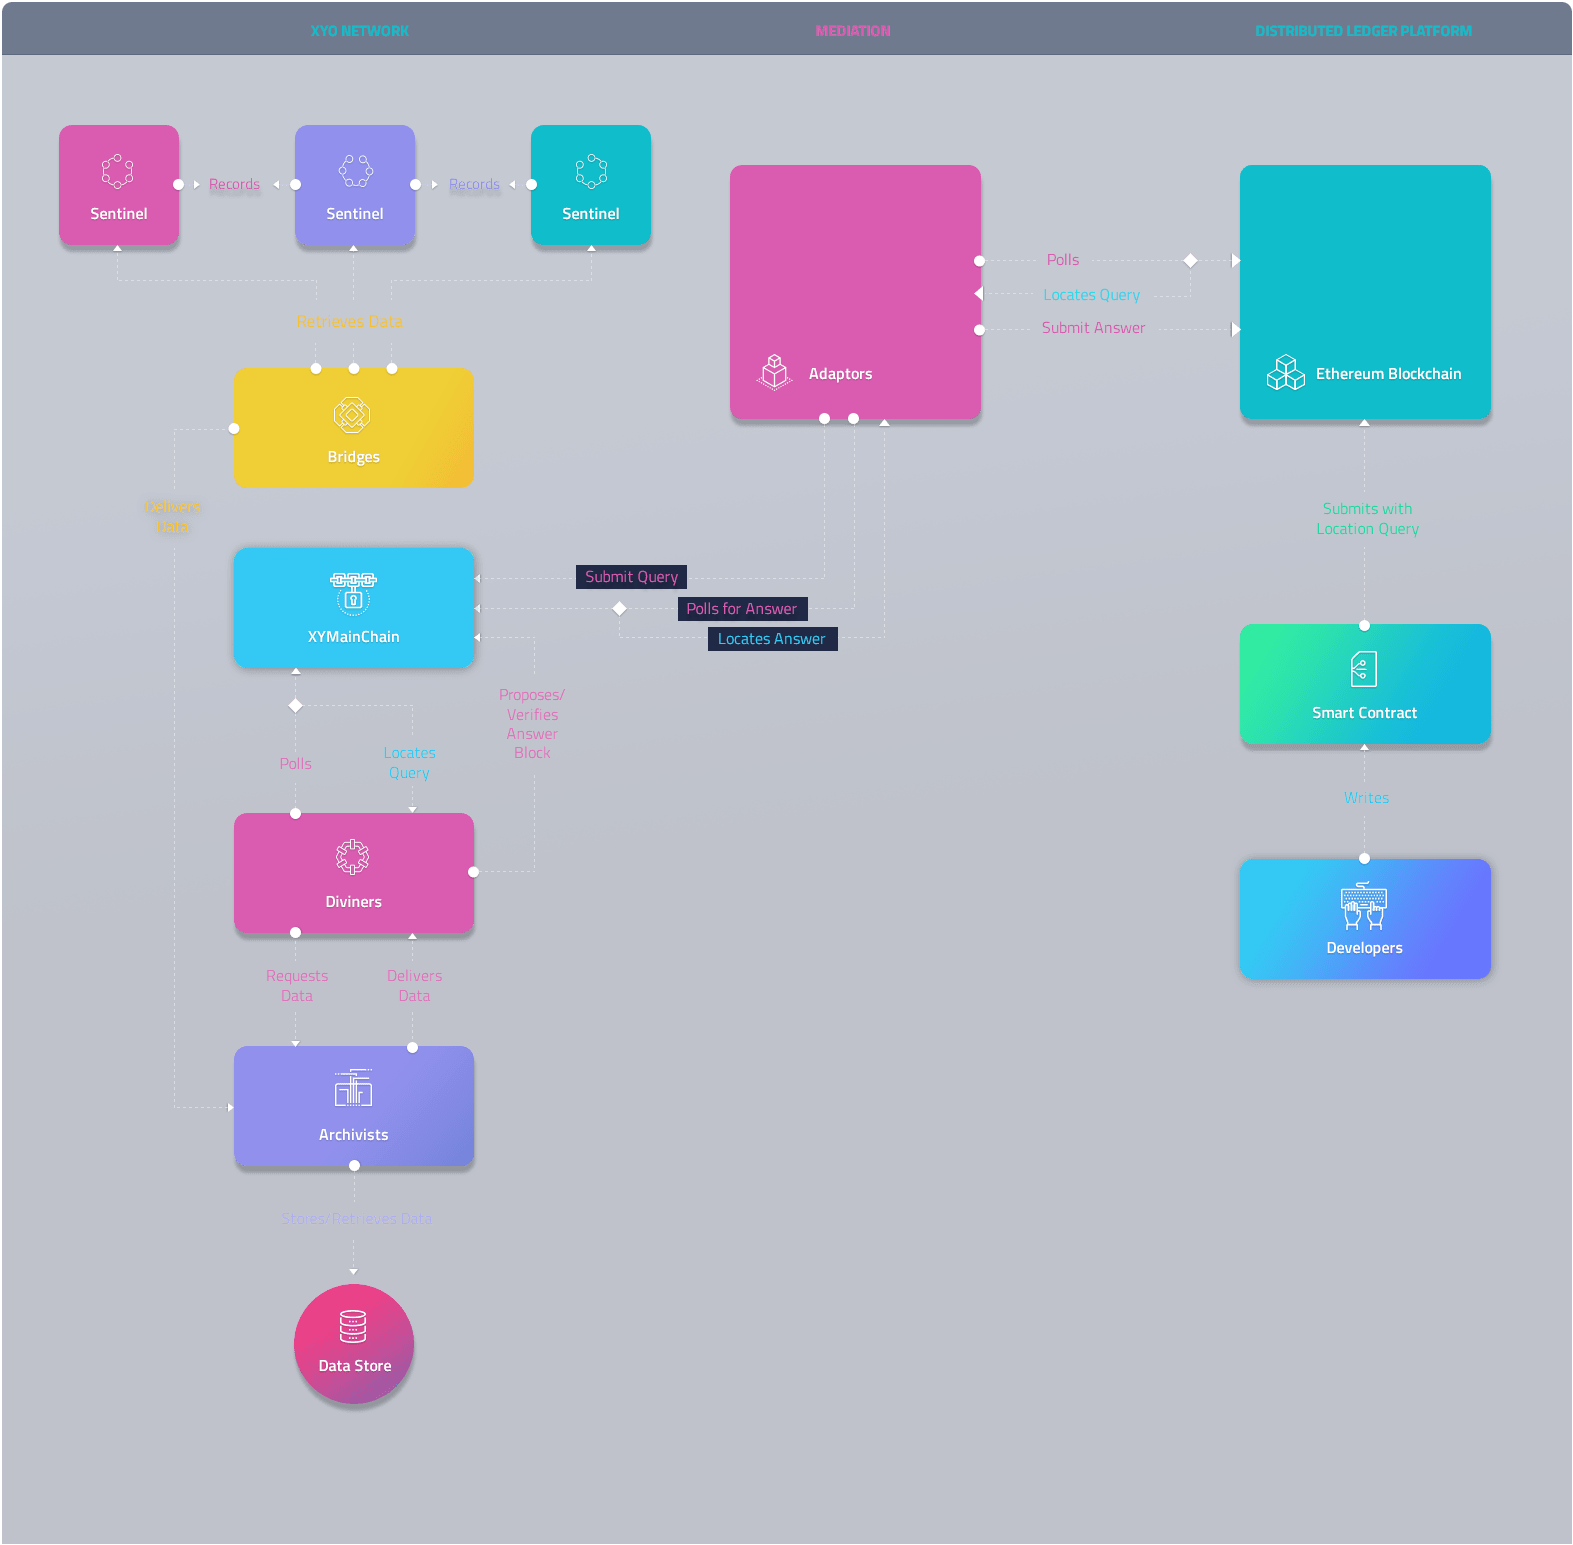 XYO NETWORK
MEDIATION
DISTRIBUTED LEDGER PLATFORM
Sentinel
Records
Sentinel
Records
Sentinel
Retrieves Data
Bridges
Delivers
Data
XYMainChain
Polls
Locates
Query
Proposes/
Verifies
Answer
Block
Diviners
Requests
Data
Delivers
Data
Archivists
Stores/Retrieves Data
Data Store
Adaptors
Submit Query
Polls for Answer
Locates Answer
Polls
Locates Query
Submit Answer
Ethereum Blockchain
Submits with
Location Query
Smart Contract
Writes
Developers